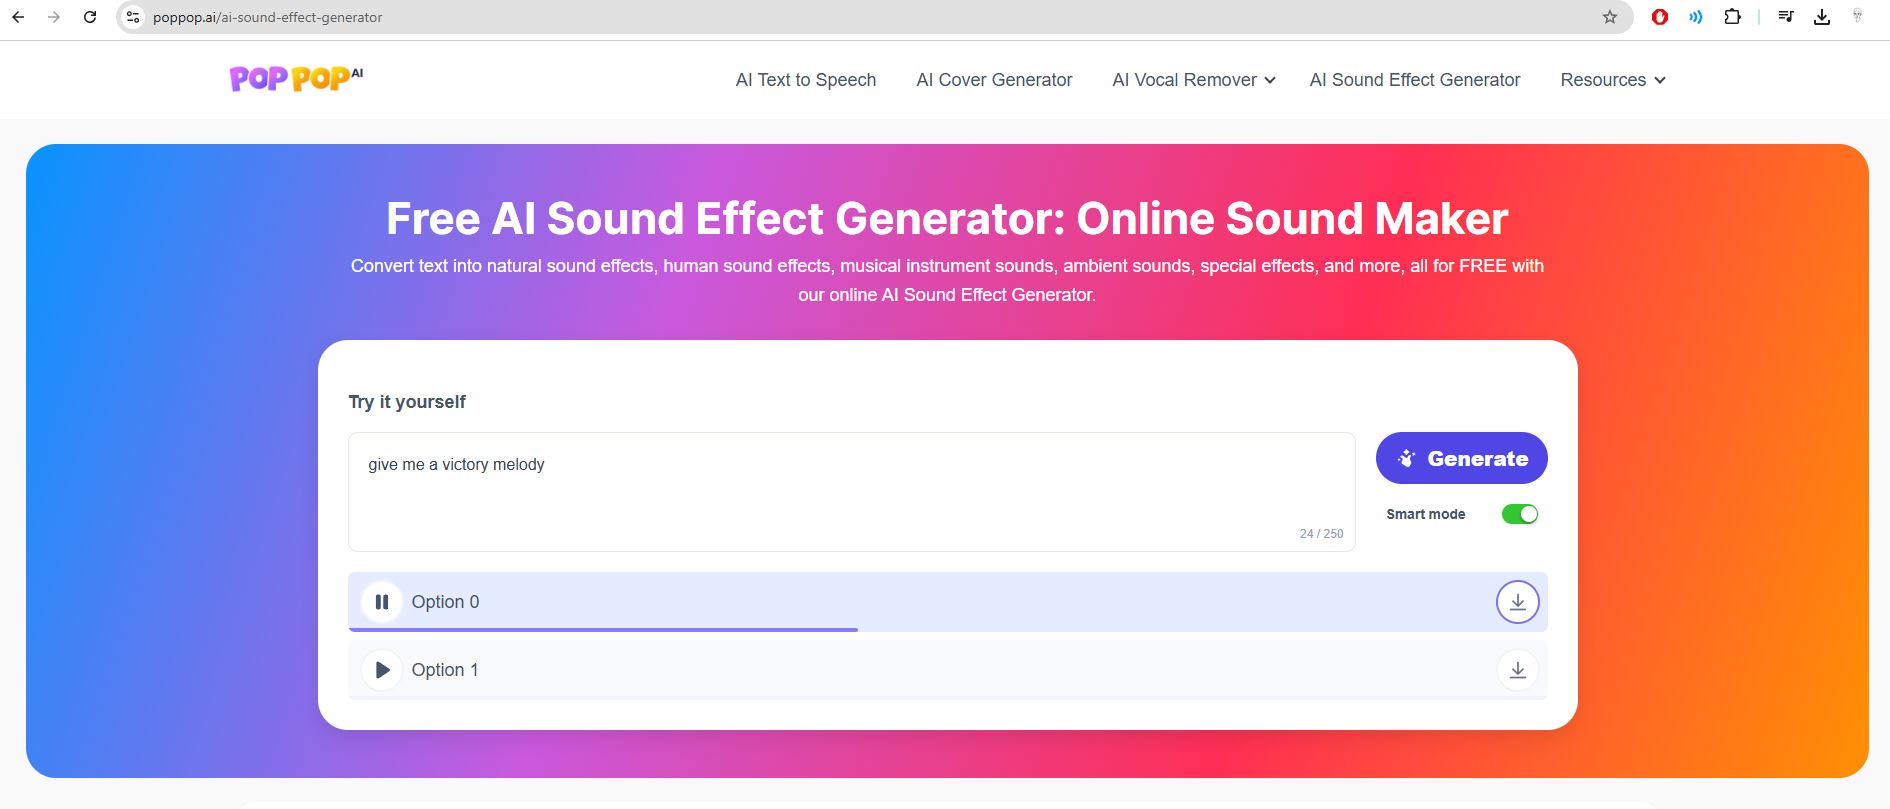 poppop.ai/ai-sound-effect-generator
POP POP AI
AI Text to Speech
AI Cover Generator
AI Vocal Remover
AI Sound Effect Generator
Resources
Free AI Sound Effect Generator: Online Sound Maker
Convert text into natural sound effects, human sound effects, musical instrument sounds, ambient sounds, special effects, and more, all for FREE with
our online AI Sound Effect Generator.
Try it yourself
give me a victory melody
24 / 250
Generate
Smart mode
Option 0
Option 1